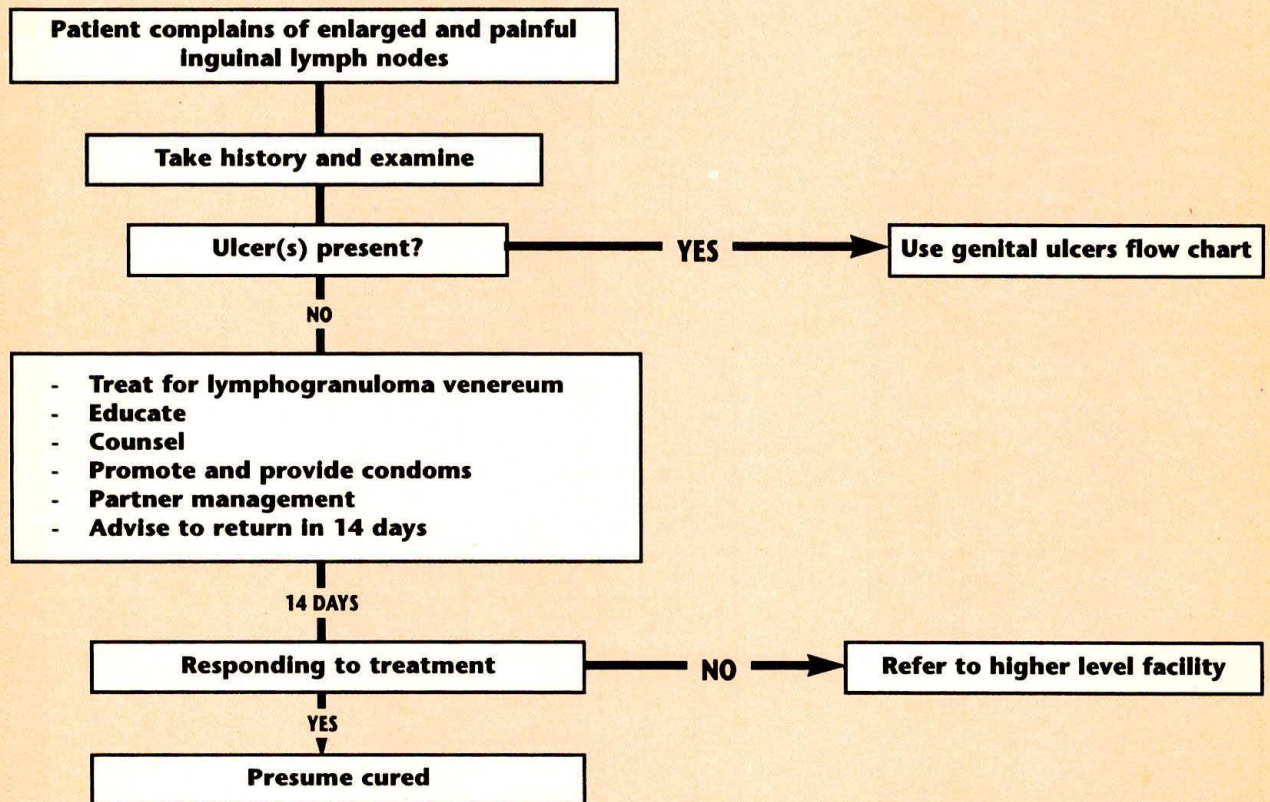 Patient complains of enlarged and painful
inguinal lymph nodes
Take history and examine
Ulcer(s) present?
YES
Use genital ulcers flow chart
NO
- Treat for lymphogranuloma venereum
- Educate
- Counsel
- Promote and provide condoms
- Partner management
- Advise to return in 14 days
14 DAYS
Responding to treatment
NO
Refer to higher level facility
YES
Presume cured